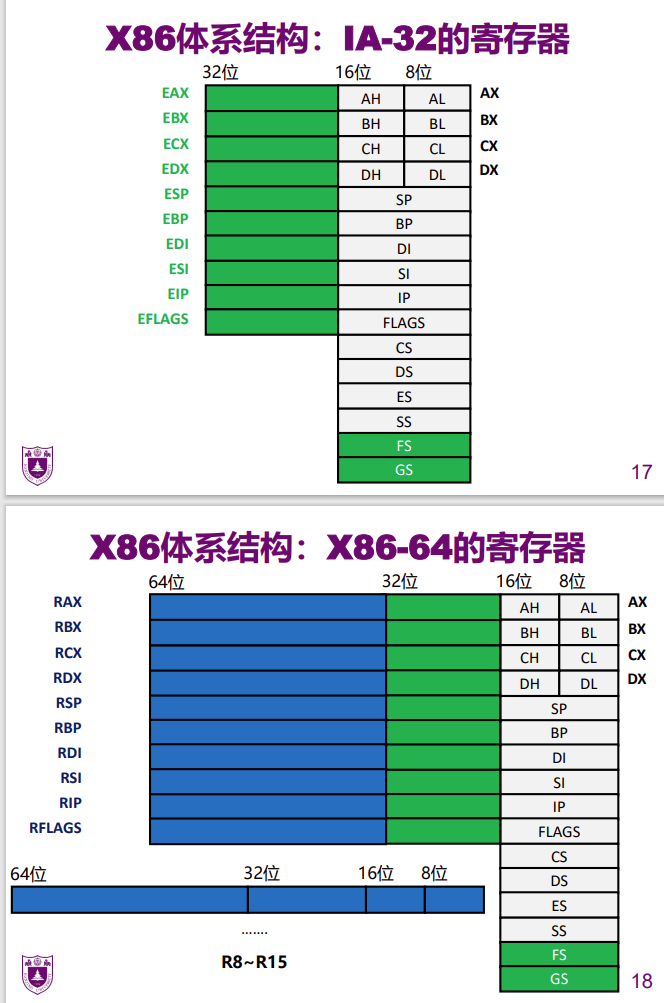 X86体系结构：IA-32的寄存器
32位 16位 8位
EAX AH AL AX
EBX BH BL BX
ECX CH CL CX
EDX DH DL DX
ESP SP
EBP BP
EDI DI
ESI SI
EIP IP
EFLAGS FLAGS
CS
DS
ES
SS
FS
GS
17
X86体系结构：X86-64的寄存器
64位 32位 16位 8位
RAX AH AL AX
RBX BH BL BX
RCX CH CL CX
RDX DH DL DX
RSP SP
RBP BP
RDI DI
RSI SI
RIP IP
RFLAGS FLAGS
CS
64位 32位 16位 8位
DS
ES
SS
.......
FS
R8~R15
GS
18